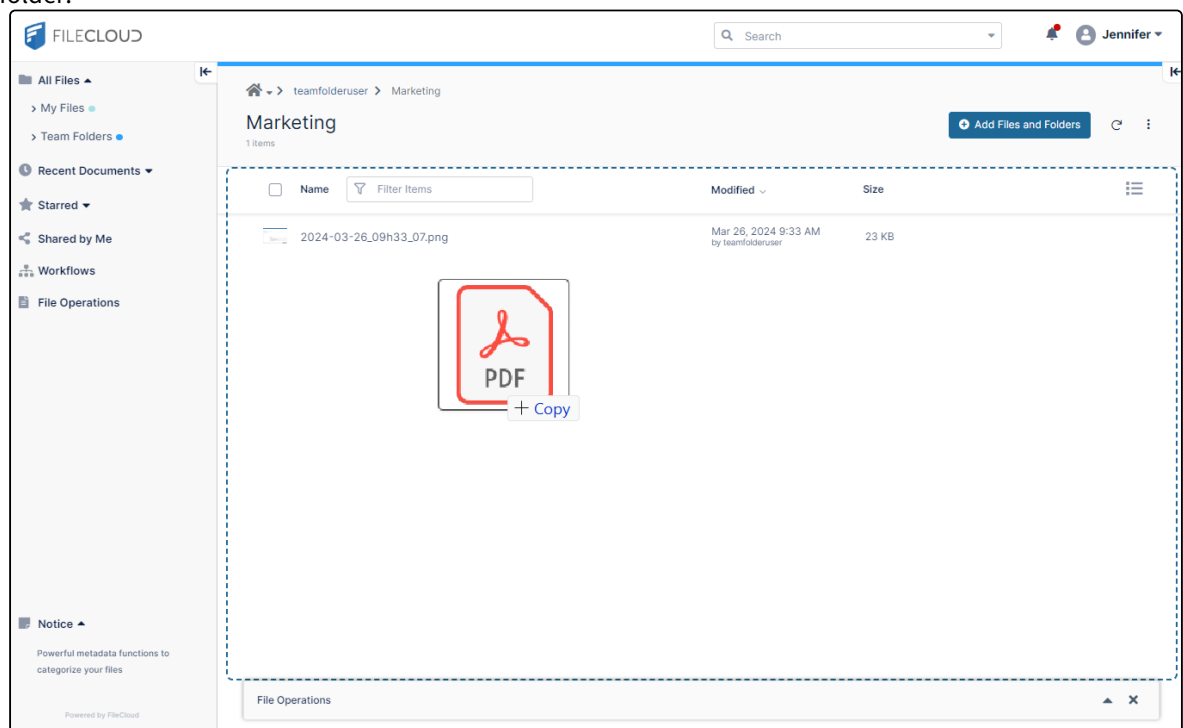 folder.
FILECLOUD
Search
Jennifer
All Files
My Files
Team Folders
Recent Documents
Starred
Shared by Me
Workflows
File Operations
teamfolderuser > Marketing
Marketing
1 items
Add Files and Folders
Name
Filter Items
Modified
Size
2024-03-26_09h33_07.png
Mar 26, 2024 9:33 AM
by teamfolderuser
23 KB
PDF
+ Copy
Notice
Powerful metadata functions to
categorize your files
Powered by FileCloud
File Operations